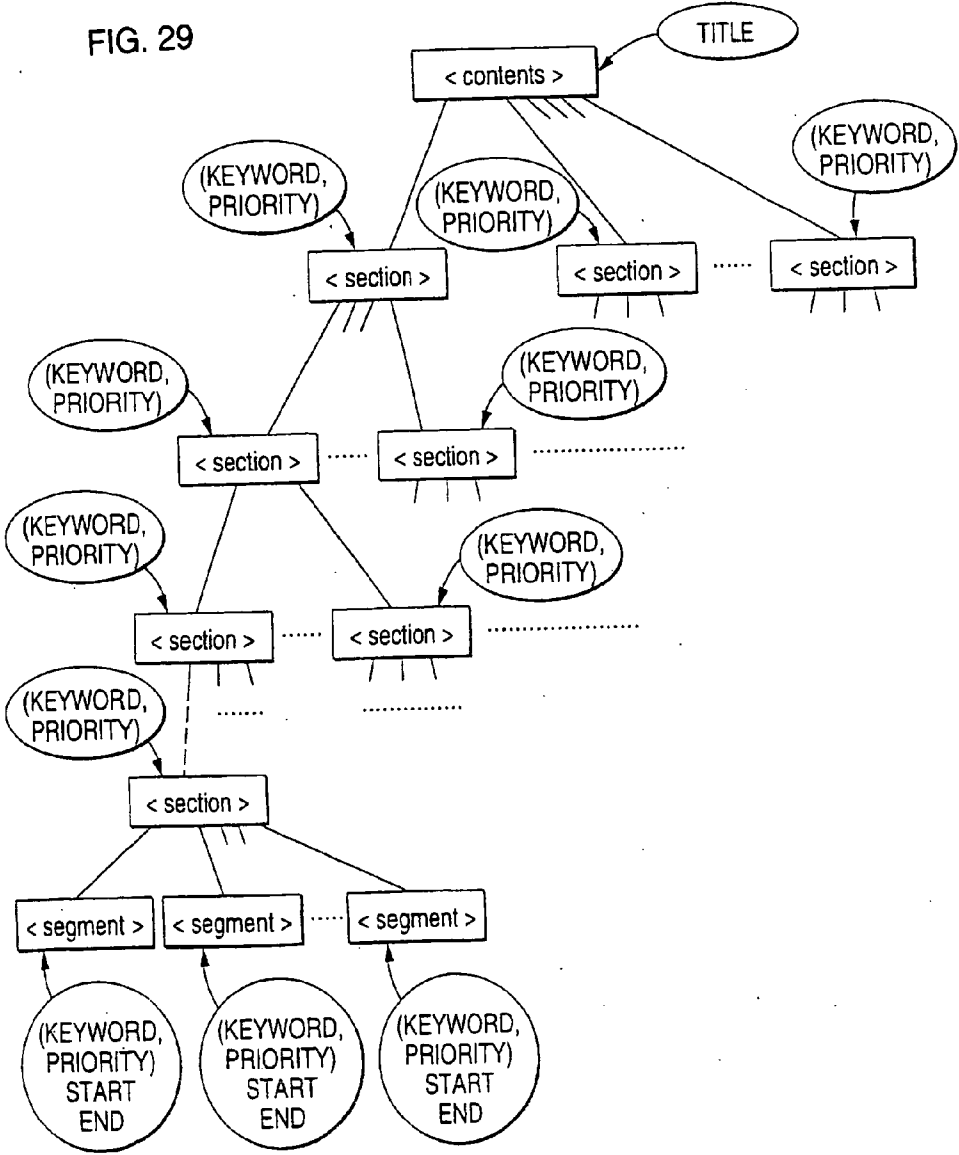 FIG. 29
TITLE
< contents >
(KEYWORD,
PRIORITY)
(KEYWORD,
PRIORITY)
(KEYWORD,
PRIORITY)
< section >
< section >
......
< section >
(KEYWORD,
PRIORITY)
(KEYWORD,
PRIORITY)
< section >
......
< section >
(KEYWORD,
PRIORITY)
(KEYWORD,
PRIORITY)
< section >
......
< section >
(KEYWORD,
PRIORITY)
< section >
< segment >
< segment >
......
< segment >
(KEYWORD,
PRIORITY)
START
END
(KEYWORD,
PRIORITY)
START
END
(KEYWORD,
PRIORITY)
START
END